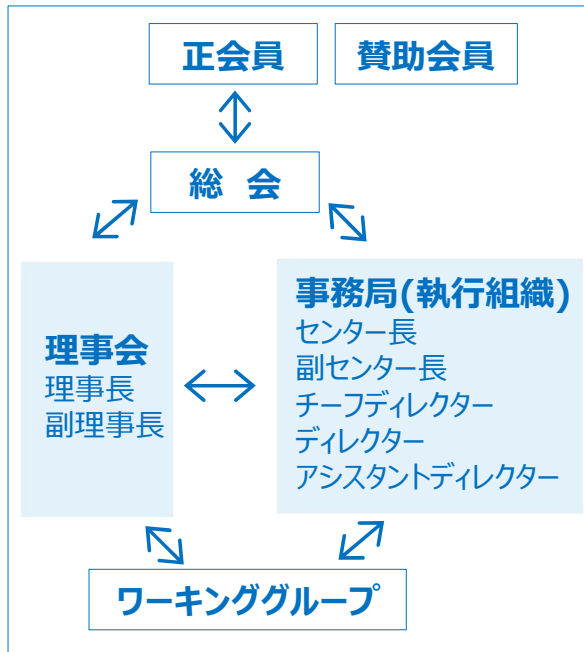 正会員
賛助会員
総 会
理事会
理事長
副理事長
事務局(執行組織)
センター長
副センター長
チーフディレクター
ディレクター
アシスタントディレクター
ワーキンググループ